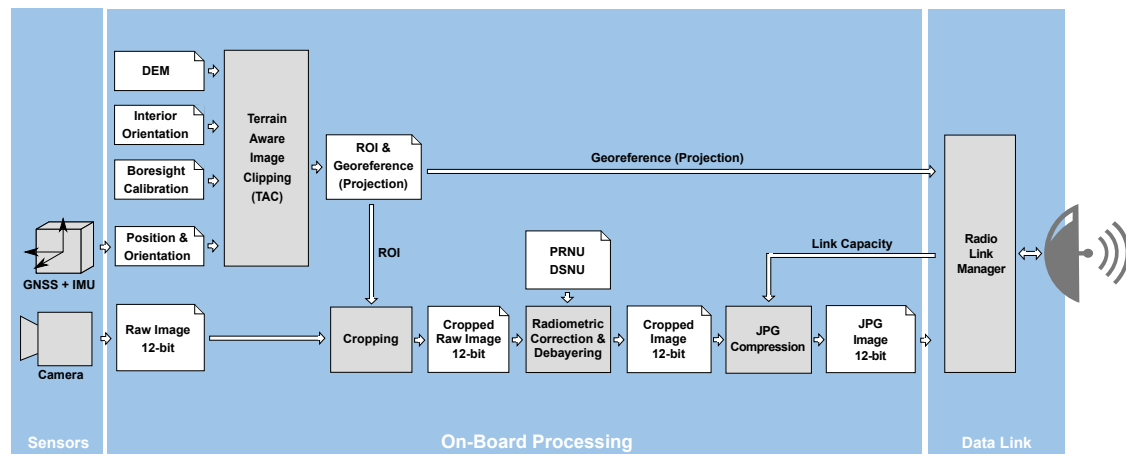 DEM
Interior
Orientation
Boresight
Calibration
Position &
Orientation
GNSS + IMU
Terrain
Aware
Image
Clipping
(TAC)
ROI &
Georeference
(Projection)
Georeference (Projection)
ROI
PRNU
DSNU
Link Capacity
Radio
Link
Manager
Camera
Raw Image
12-bit
Cropping
Cropped
Raw Image
12-bit
Radiometric
Correction &
Debayering
Cropped
Image
12-bit
JPG
Compression
JPG
Image
12-bit
Sensors
On-Board Processing
Data Link